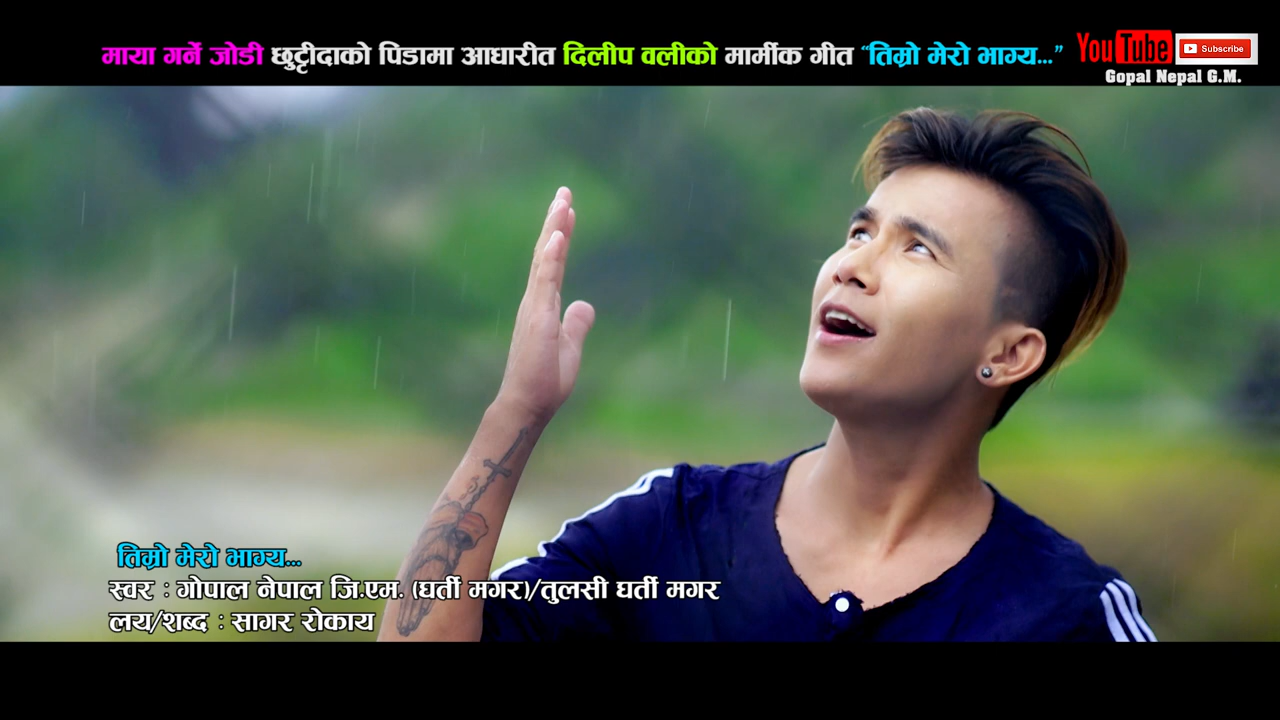 माया गर्ने जोडी छुट्टीदाको पिडामा आधारीत दिलीप वलीको मार्मीक गीत “तिम्रो मेरो भाग्य...”
YouTube Subscribe
Gopal Nepal G.M.
तिम्रो मेरो भाग्य...
स्वर : गोपाल नेपाल जि.एम. (घर्ती मगर)/तुलसी घर्ती मगर
लय/शब्द : सागर रोकाय